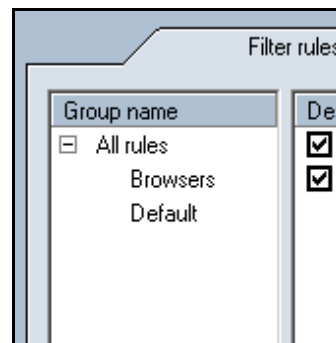 Filter rules
Group name
De
All rules
Browsers
Default